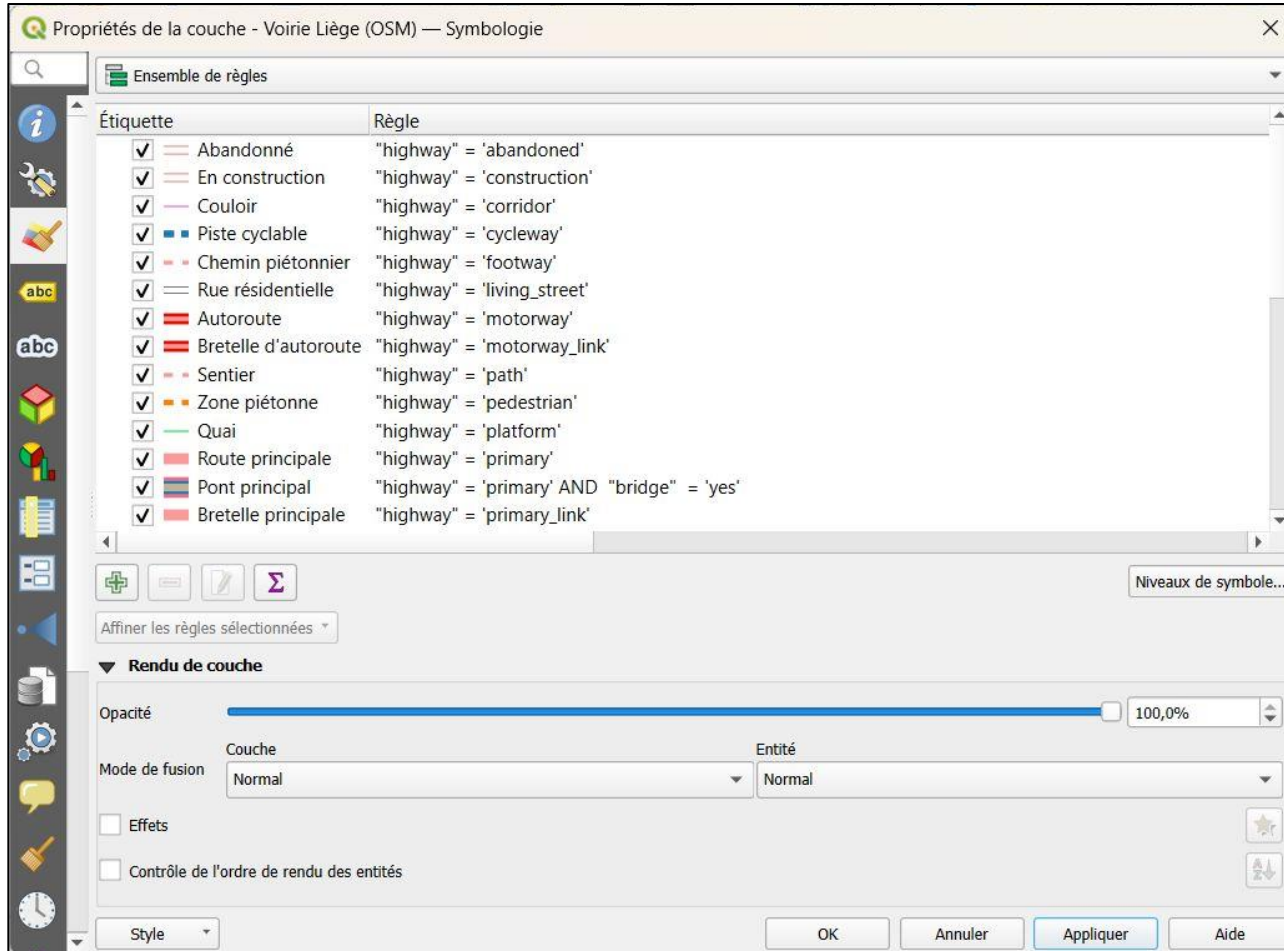 Propriétés de la couche - Voirie Liège (OSM) — Symbologie
Ensemble de règles
Étiquette Règle
Abandonné "highway" = 'abandoned'
En construction "highway" = 'construction'
Couloir "highway" = 'corridor'
Piste cyclable "highway" = 'cycleway'
Chemin piétonnier "highway" = 'footway'
abc
Rue résidentielle "highway" = 'living_street'
Autoroute "highway" = 'motorway'
abc
Bretelle d'autoroute "highway" = 'motorway_link'
Sentier "highway" = 'path'
Zone piétonne "highway" = 'pedestrian'
Quai "highway" = 'platform'
Route principale "highway" = 'primary'
Pont principal "highway" = 'primary' AND "bridge" = 'yes'
Bretelle principale "highway" = 'primary_link'
Σ
Niveaux de symbole...
Affiner les règles sélectionnées
Rendu de couche
Opacité 100,0%
Couche Entité
Mode de fusion Normal Normal
Effets
Contrôle de l'ordre de rendu des entités
Style OK Annuler Appliquer Aide